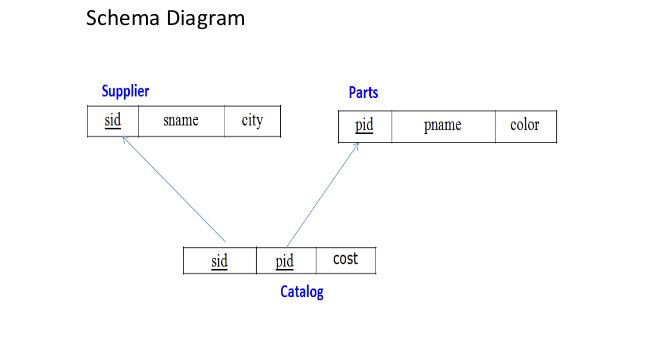 Schema Diagram
Supplier
sid sname city
Parts
pid pname color
sid pid cost
Catalog